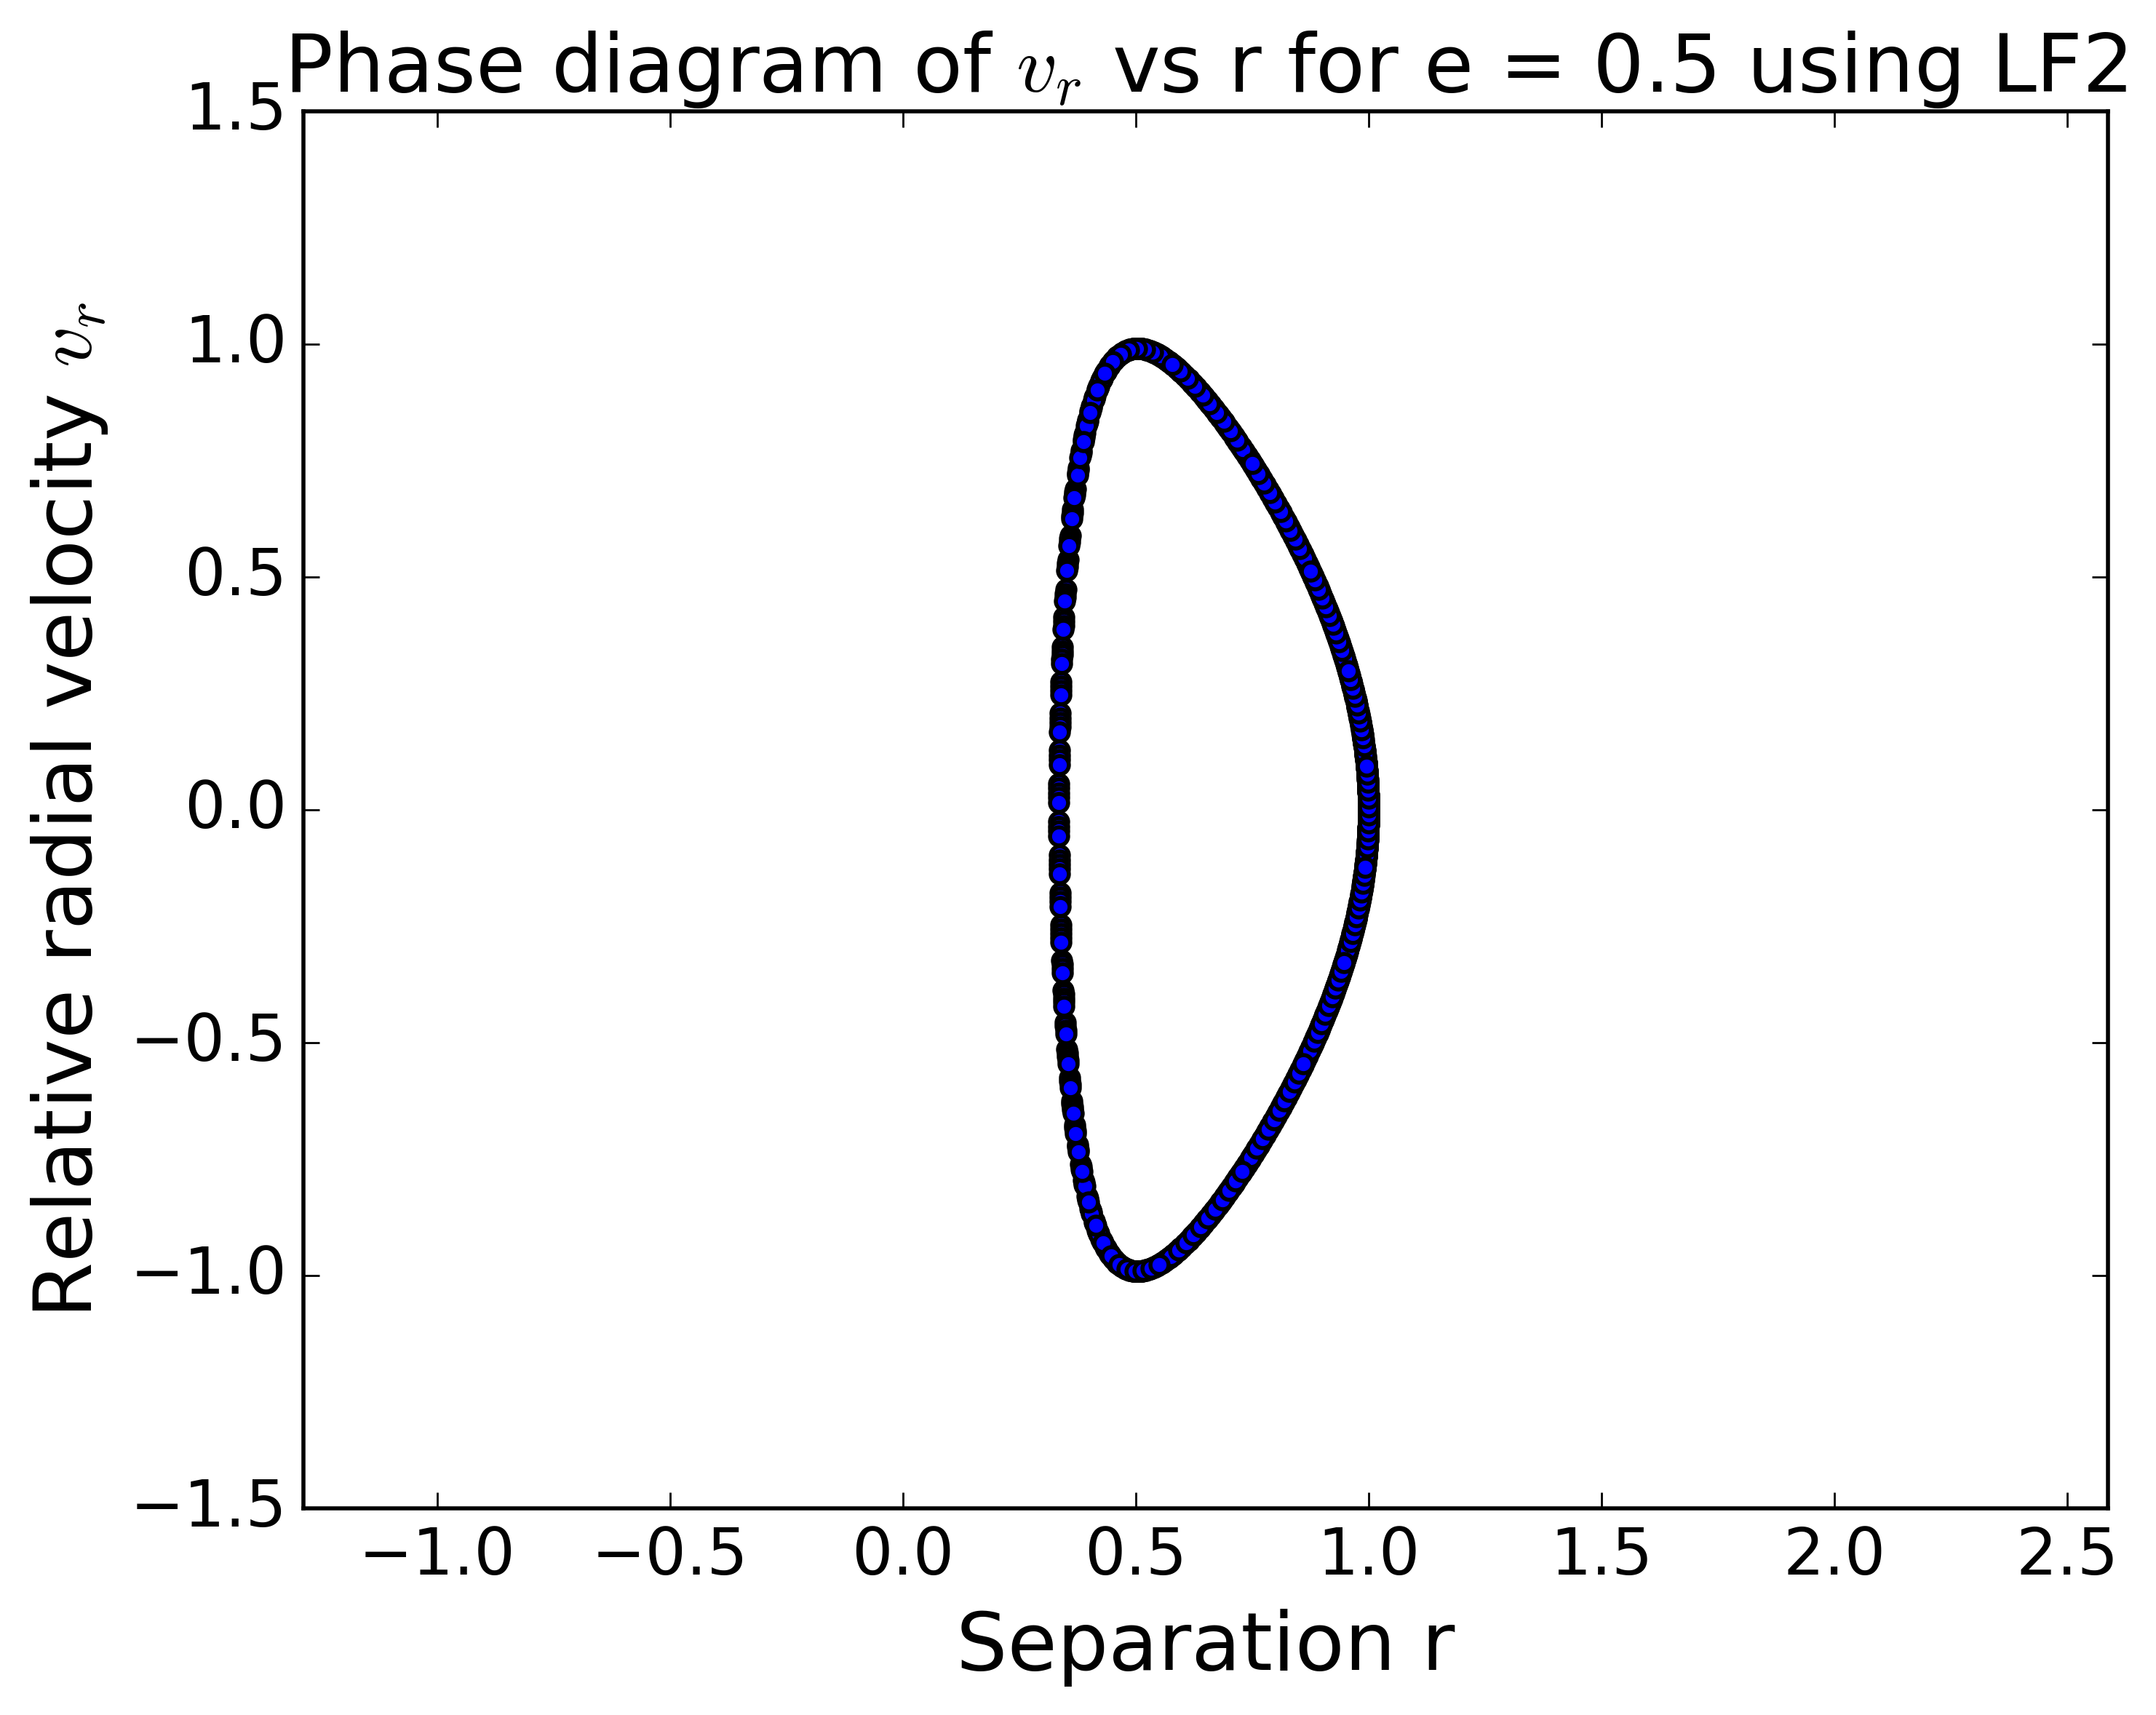 Phase diagram of v_r vs r for e = 0.5 using LF2
1.5
1.0
0.5
0.0
−0.5
−1.0
−1.5
Relative radial velocity v_r
−1.0 −0.5 0.0 0.5 1.0 1.5 2.0 2.5
Separation r